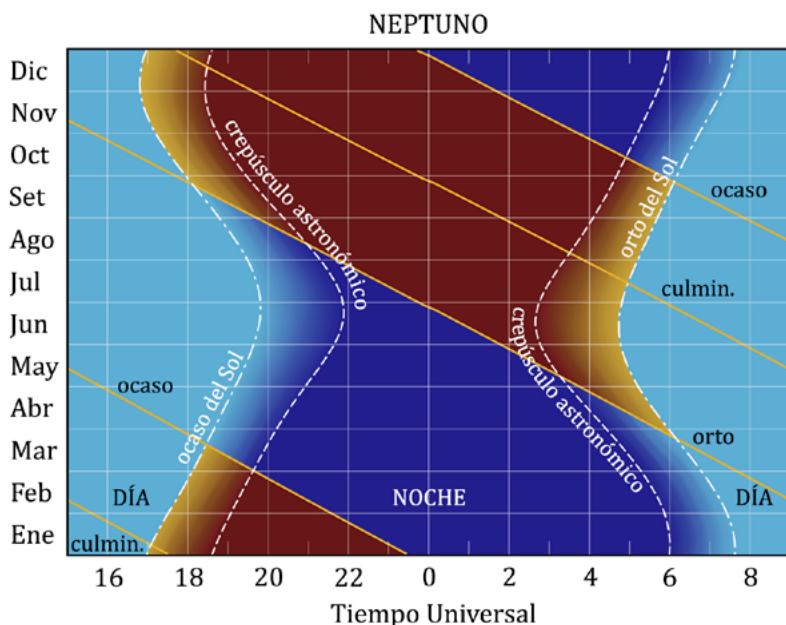 NEPTUNO
Dic
Nov
Oct
Set
Ago
Jul
Jun
May
Abr
Mar
Feb
Ene
crepúsculo astronómico
orto del Sol
ocaso
culmin.
crepúsculo astronómico
ocaso
ocaso del Sol
orto
DÍA
NOCHE
DÍA
culmin.
16 18 20 22 0 2 4 6 8
Tiempo Universal